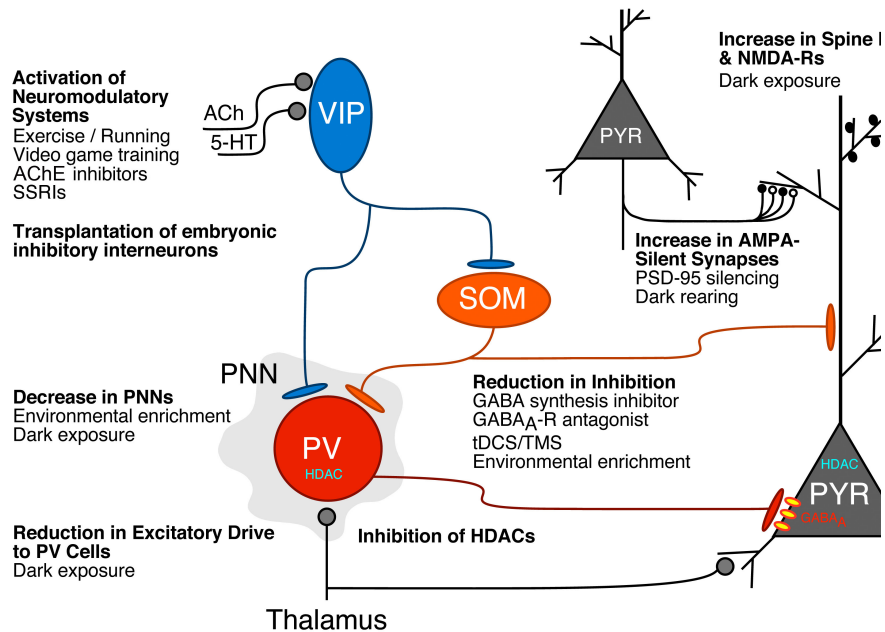 Activation of
Neuromodulatory
Systems
Exercise / Running
Video game training
AChE inhibitors
SSRIs
ACh
5-HT
VIP
PYR
Increase in Spine
& NMDA-Rs
Dark exposure
Transplantation of embryonic
inhibitory interneurons
Increase in AMPA-
Silent Synapses
PSD-95 silencing
Dark rearing
SOM
PNN
Decrease in PNNs
Environmental enrichment
Dark exposure
Reduction in Inhibition
GABA synthesis inhibitor
GABAA-R antagonist
tDCS/TMS
Environmental enrichment
PV
HDAC
HDAC
PYR
GABAA
Reduction in Excitatory Drive
to PV Cells
Dark exposure
Inhibition of HDACs
Thalamus